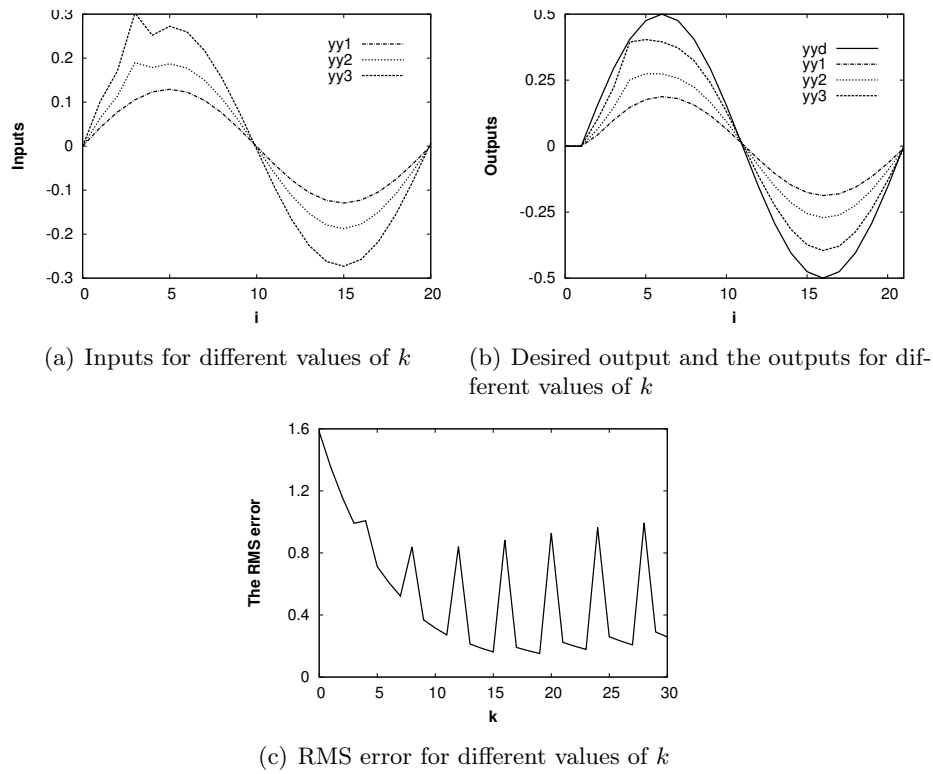 0.3
0.2
0.1
0
-0.1
-0.2
-0.3
Inputs
yy1
yy2
yy3
0 5 10 15 20
i
(a) Inputs for different values of k
0.5
0.25
0
-0.25
-0.5
Outputs
yyd
yy1
yy2
yy3
0 5 10 15 20
i
(b) Desired output and the outputs for dif-
ferent values of k
1.6
1.2
0.8
0.4
0
The RMS error
0 5 10 15 20 25 30
k
(c) RMS error for different values of k